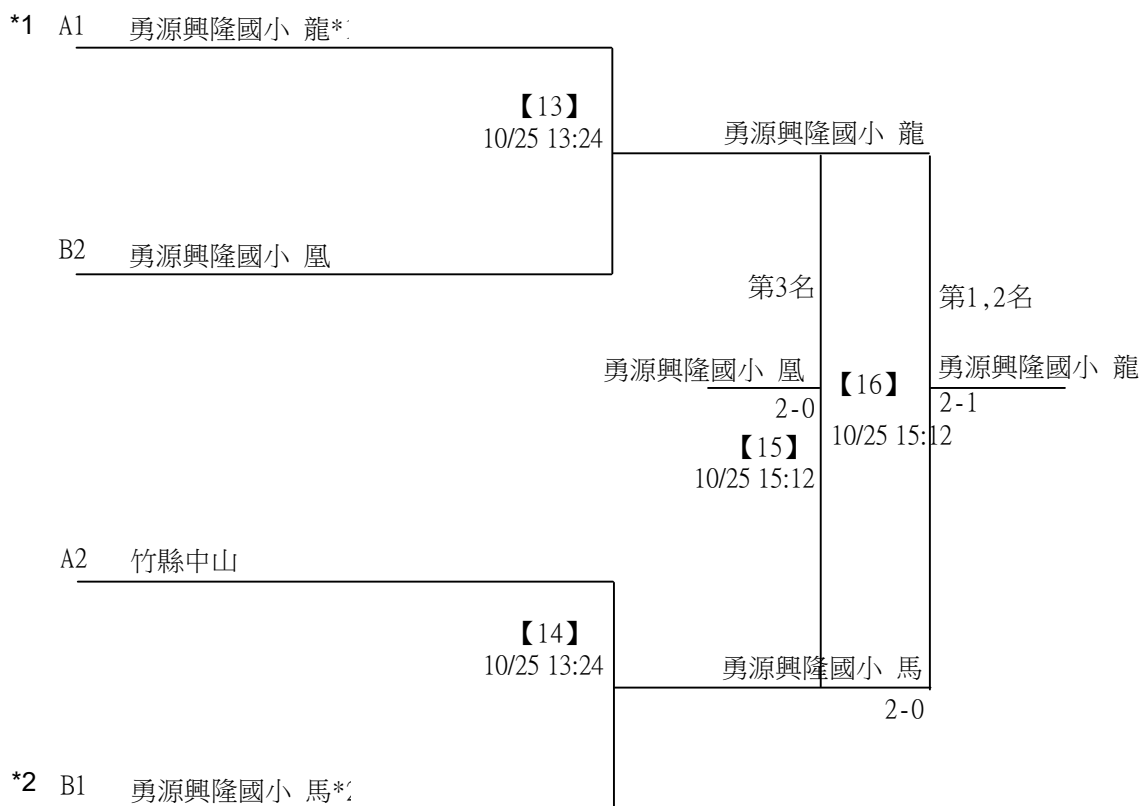 *1 A1 勇源興隆國小 龍*
【13】
10/25 13:24
勇源興隆國小 龍
B2 勇源興隆國小 凰
第3名
第1,2名
勇源興隆國小 凰
【16】
勇源興隆國小 龍
2-0
2-1
10/25 15:12
【15】
10/25 15:12
A2 竹縣中山
【14】
10/25 13:24
勇源興隆國小 馬
2-0
*2 B1 勇源興隆國小 馬*